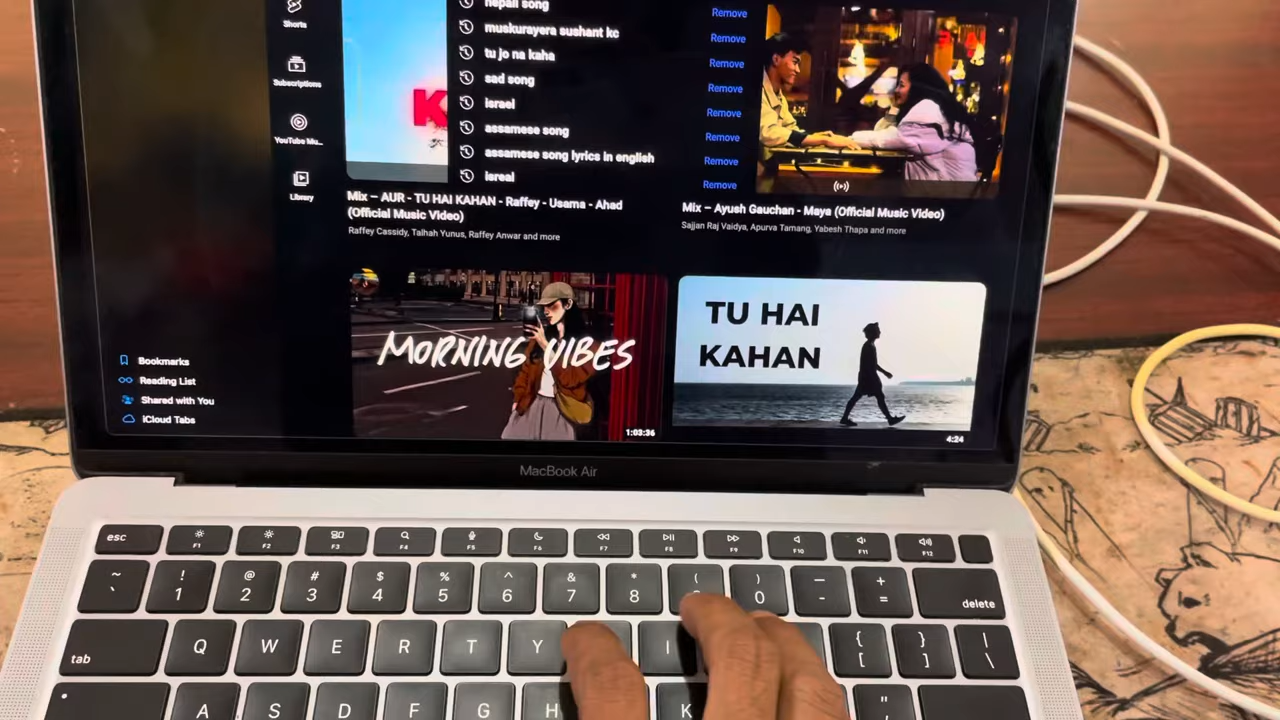 Shorts
Subscriptions
YouTube Mu...
Library
nepali song
muskurayera sushant kc
tu jo na kaha
sad song
israel
assamese song
assamese song lyrics in english
isreal
Remove
Remove
Remove
Remove
Remove
Remove
Remove
Remove
K
Mix – AUR - TU HAI KAHAN - Raffey - Usama - Ahad
(Official Music Video)
Raffey Cassidy, Talhah Yunus, Raffey Anwar and more
Mix – Ayush Gauchan - Maya (Official Music Video)
Sajjan Raj Vaidya, Apurva Tamang, Yabesh Thapa and more
MORNING VIBES
1:03:36
TU HAI
KAHAN
4:24
Bookmarks
Reading List
Shared with You
iCloud Tabs
MacBook Air
esc F1 F2 F3 F4 F5 F6 F7 F8 F9 F10 F11 F12
~ ! @ # $ % ^ & * ( ) — +
` 1 2 3 4 5 6 7 8 0 - = delete
tab Q W E R T Y I { [ } ] | \
A S D F G H K "